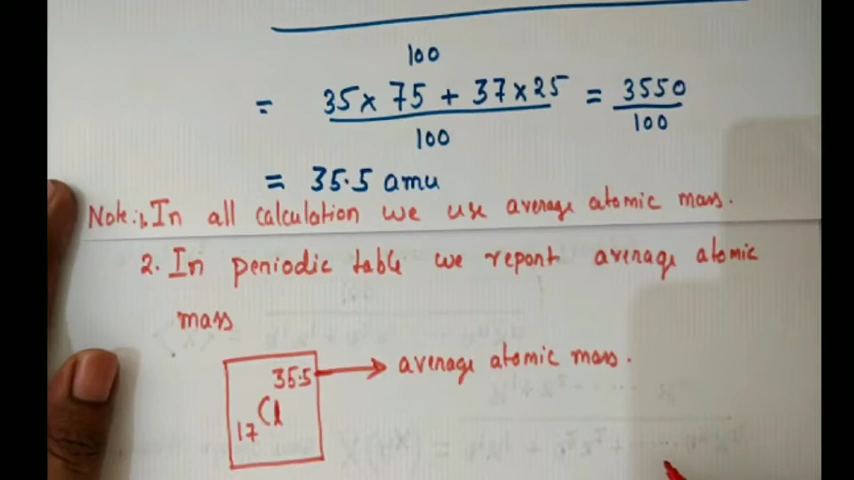 100
= 35 x 75 + 37 x 25 = 3550
100 100
= 35.5 amu
Note: 1, In all calculation we use average atomic mass.
2. In periodic table we report average atomic
mass
35.5 → average atomic mass.
Cl
17